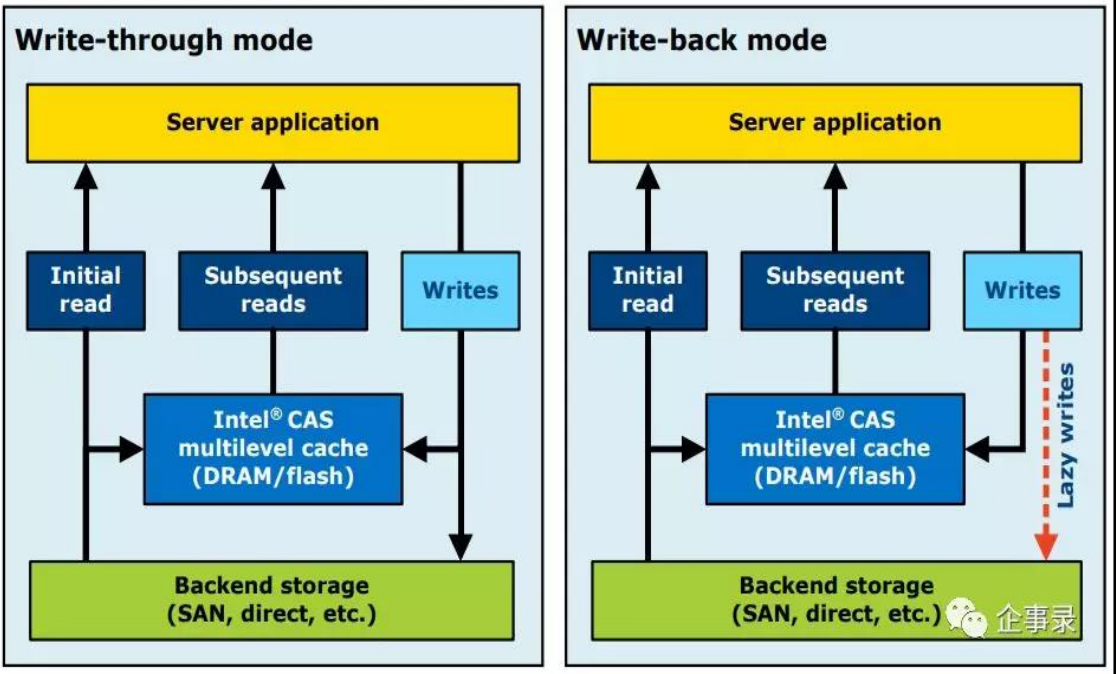 Write-through mode
Server application
Initial
read
Subsequent
reads
Writes
Intel® CAS
multilevel cache
(DRAM/flash)
Backend storage
(SAN, direct, etc.)
Write-back mode
Server application
Initial
read
Subsequent
reads
Writes
Intel® CAS
multilevel cache
(DRAM/flash)
Lazy writes
Backend storage
(SAN, direct, etc.)
企事录